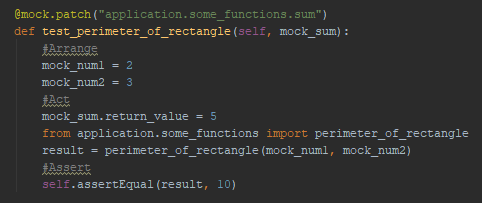 @mock.patch("application.some_functions.sum")
def test_perimeter_of_rectangle(self, mock_sum):
    #Arrange
    mock_num1 = 2
    mock_num2 = 3
    #Act
    mock_sum.return_value = 5
    from application.some_functions import perimeter_of_rectangle
    result = perimeter_of_rectangle(mock_num1, mock_num2)
    #Assert
    self.assertEqual(result, 10)